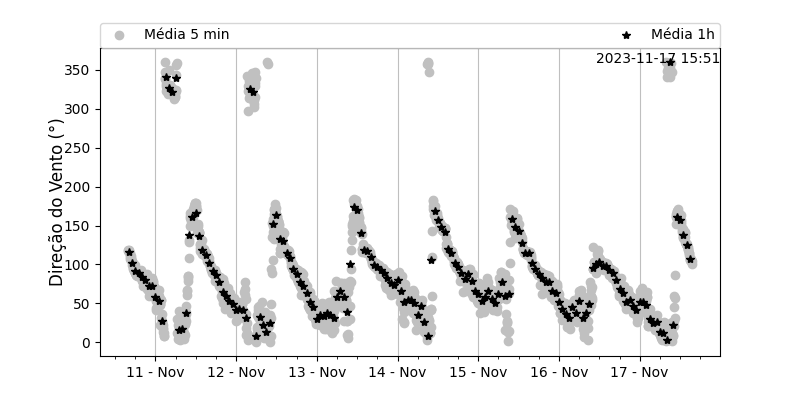 Média 5 min
Média 1h
2023-11-17 15:51
Direção do Vento (°)
350
300
250
200
150
100
50
0
11 - Nov
12 - Nov
13 - Nov
14 - Nov
15 - Nov
16 - Nov
17 - Nov